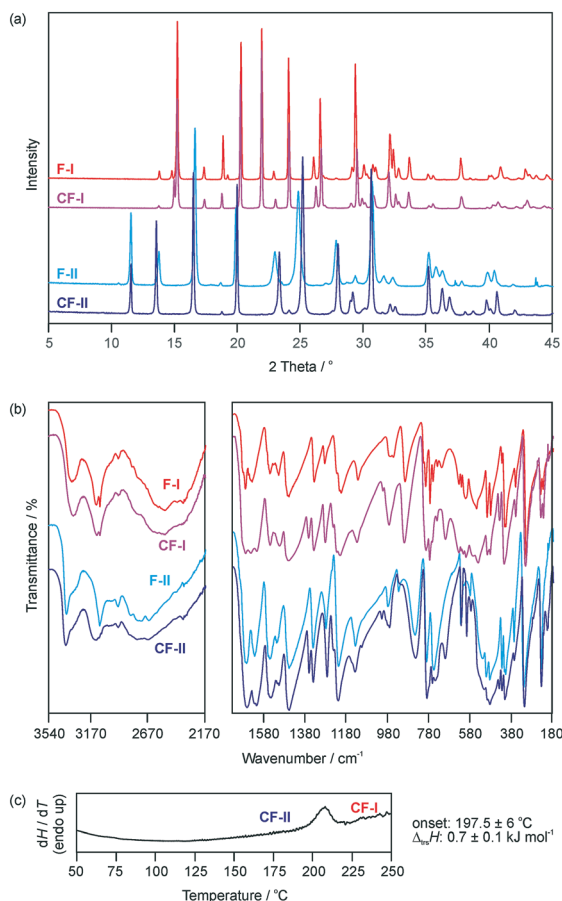 (a)
Intensity
F-I
CF-I
F-II
CF-II
5 10 15 20 25 30 35 40 45
2 Theta / °
(b)
Transmittance / %
F-I
CF-I
F-II
CF-II
3540 3170 2670 2170 1580 1380 1180 980 780 580 380 180
Wavenumber / cm⁻¹
(c)
dH / dT
(endo up)
CF-II
CF-I
50 75 100 125 150 175 200 225 250
Temperature / °C
onset: 197.5 ± 6 °C
ΔtrsH: 0.7 ± 0.1 kJ mol⁻¹